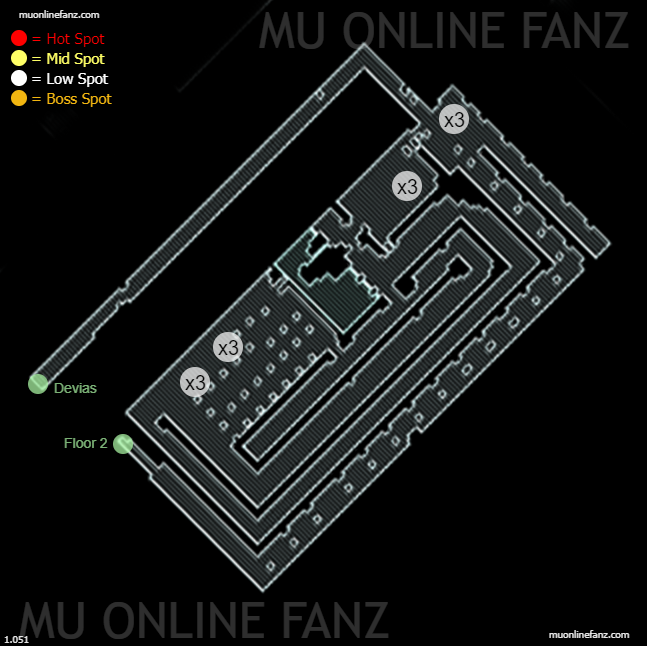 muonlinefanz.com
MU ONLINE FANZ
= Hot Spot
= Mid Spot
= Low Spot
= Boss Spot
x3
x3
x3
x3
Devias
Floor 2
MU ONLINE FANZ
1.051
muonlinefanz.com